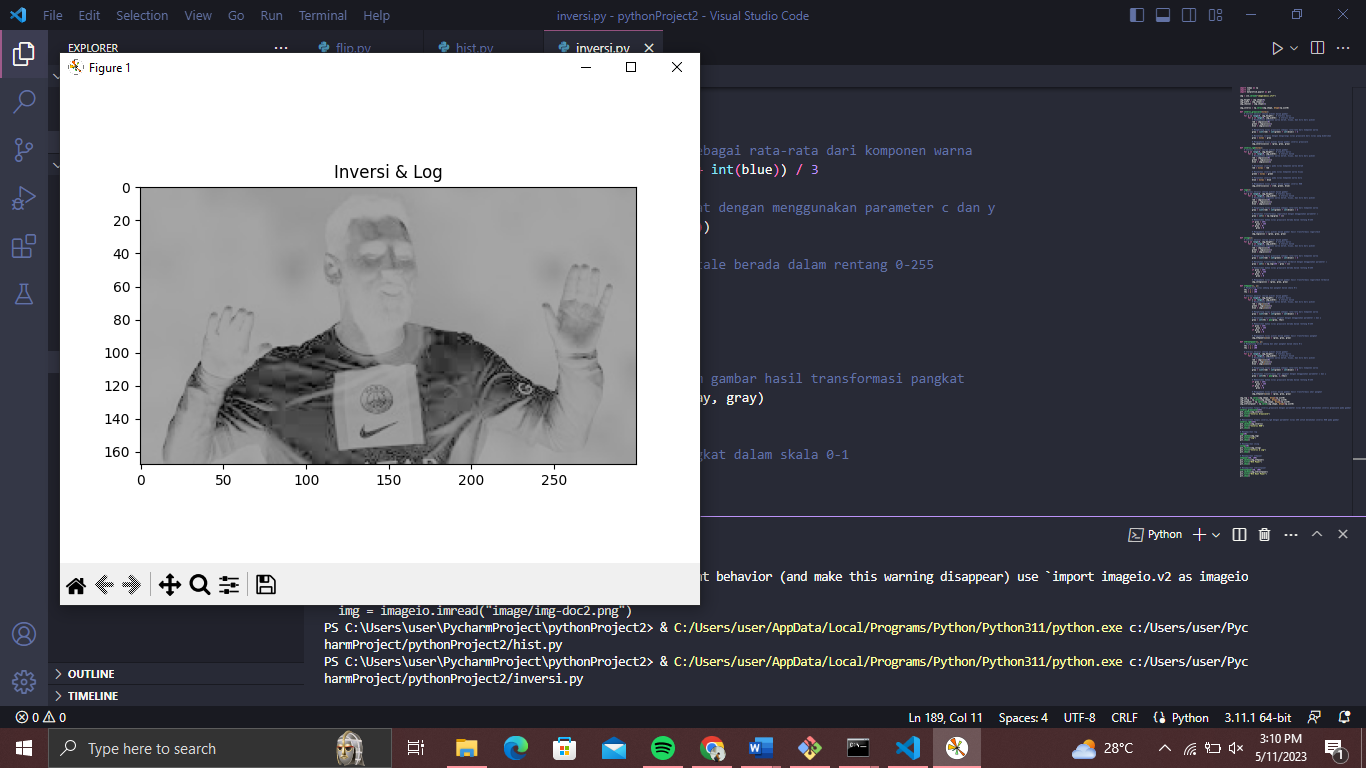 File Edit Selection View Go Run Terminal Help
inversi.py - pythonProject2 - Visual Studio Code
EXPLORER
flip.py
hist.py
inversi.py
Figure 1
Inversi & Log
0
20
40
60
80
100
120
140
160
0 50 100 150 200 250
ebagai rata-rata dari komponen warna
int(blue)) / 3
t dengan menggunakan parameter c dan y
))
ale berada dalam rentang 0-255
gambar hasil transformasi pangkat
ay, gray)
gkat dalam skala 0-1
Python
t behavior (and make this warning disappear) use `import imageio.v2 as imageio
img = imageio.imread("image/img-doc2.png")
PS C:\Users\user\PycharmProject\pythonProject2> & C:/Users/user/AppData/Local/Programs/Python/Python311/python.exe c:/Users/user/Pyc
harmProject/pythonProject2/hist.py
PS C:\Users\user\PycharmProject\pythonProject2> & C:/Users/user/AppData/Local/Programs/Python/Python311/python.exe c:/Users/user/Pyc
harmProject/pythonProject2/inversi.py
OUTLINE
TIMELINE
0 0
Ln 189, Col 11 Spaces: 4 UTF-8 CRLF Python 3.11.1 64-bit
Type here to search
28°C
3:10 PM
5/11/2023
1